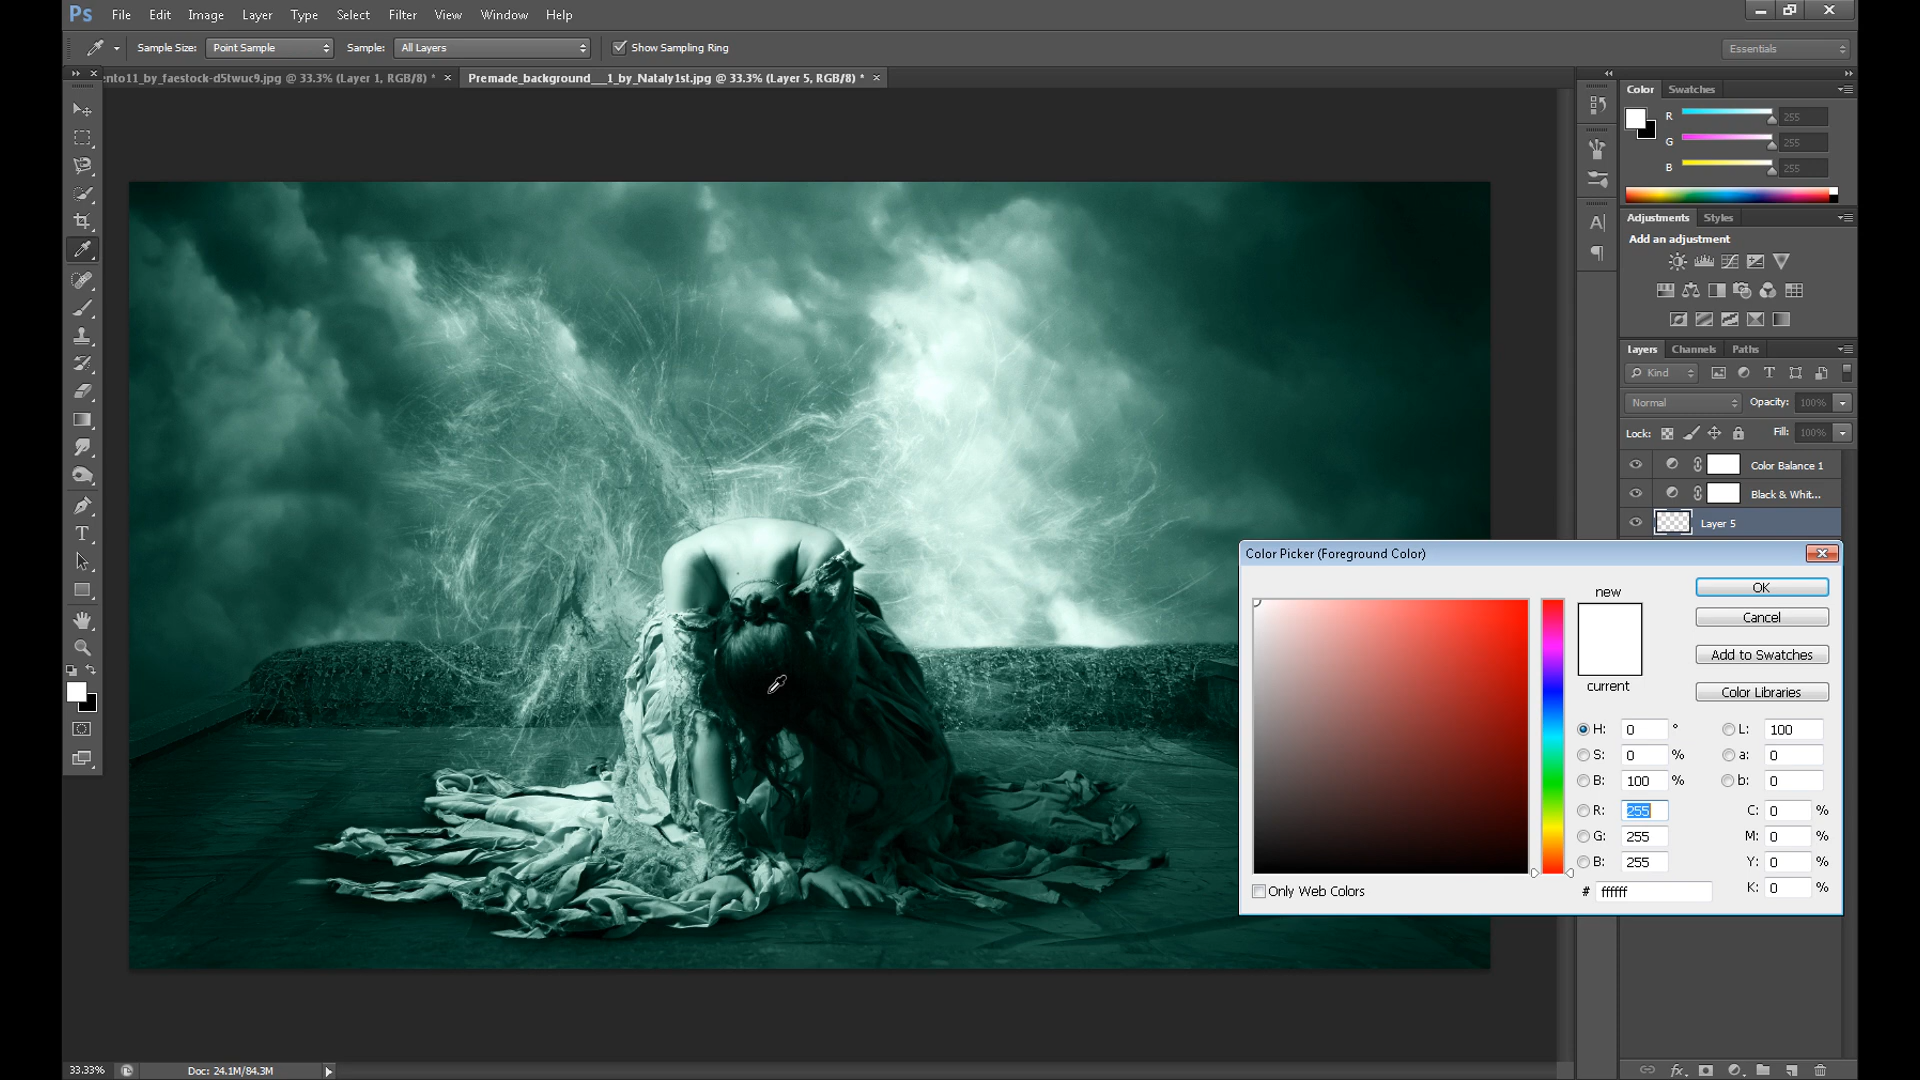 Ps File Edit Image Layer Type Select Filter View Window Help
Sample Size: Point Sample Sample: All Layers Show Sampling Ring Essentials
ento11_by_faestock-d5twuc9.jpg @ 33.3% (Layer 1, RGB/8) * × Premade_background__1_by_Nataly1st.jpg @ 33.3% (Layer 5, RGB/8) * ×
Color Swatches
R 255
G 255
B 255
Adjustments Styles
Add an adjustment
Layers Channels Paths
Kind
Normal Opacity: 100%
Lock: Fill: 100%
Color Balance 1
Black & Whit...
Layer 5
Color Picker (Foreground Color)
new
current
OK
Cancel
Add to Swatches
Color Libraries
H: 0 ° L: 100
S: 0 % a: 0
B: 100 % b: 0
R: 255 C: 0 %
G: 255 M: 0 %
B: 255 Y: 0 %
# ffffff K: 0 %
Only Web Colors
33.33% Doc: 24.1M/84.3M